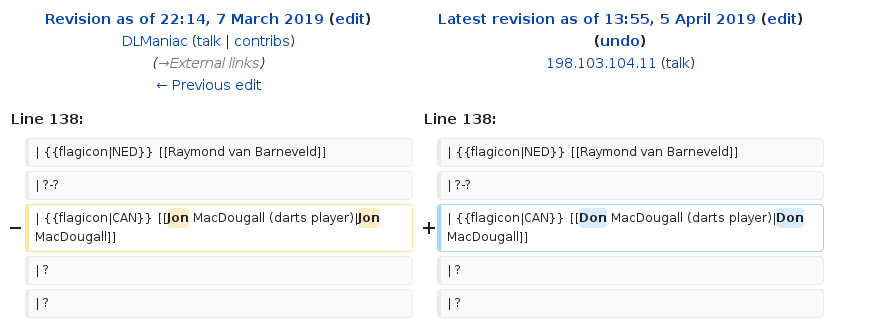 Revision as of 22:14, 7 March 2019 (edit)
DLManiac (talk | contribs)
(→External links)
← Previous edit
Latest revision as of 13:55, 5 April 2019 (edit)
(undo)
198.103.104.11 (talk)
Line 138:
Line 138:
| {{flagicon|NED}} [[Raymond van Barneveld]]
| {{flagicon|NED}} [[Raymond van Barneveld]]
| ?-?
| ?-?
− | {{flagicon|CAN}} [[Jon MacDougall (darts player)|Jon
MacDougall]]
+ | {{flagicon|CAN}} [[Don MacDougall (darts player)|Don
MacDougall]]
| ?
| ?
| ?
| ?